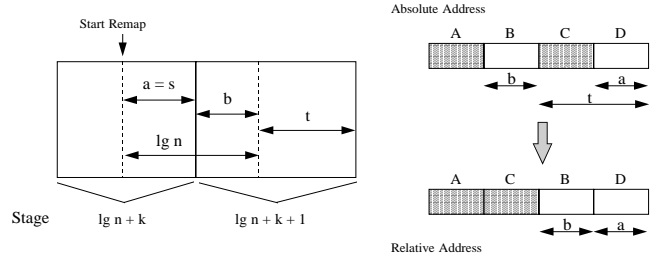 Start Remap
a = s
b
t
lg n
Stage
lg n + k
lg n + k + 1
Absolute Address
A B C D
b a
t
A C B D
b a
Relative Address